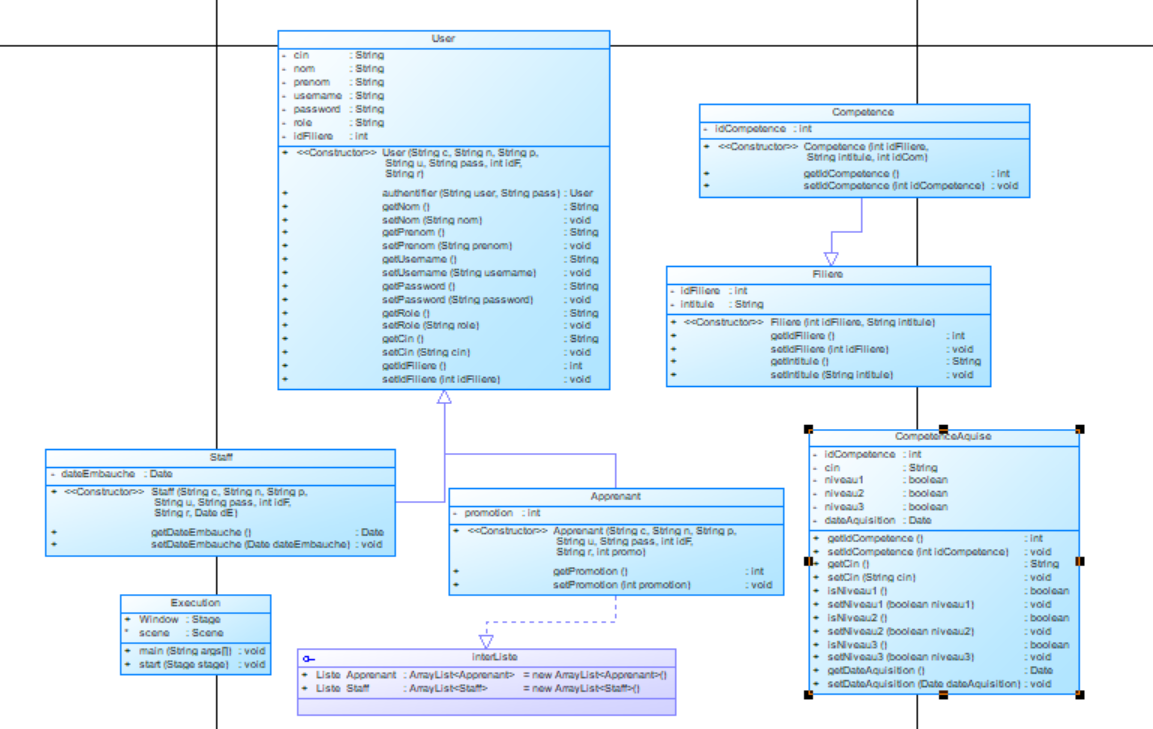 User
- cin : String
- nom : String
- prenom : String
- username : String
- password : String
- role : String
- idFiliere : int
+ <<Constructor>> User (String c, String n, String p,
String u, String pass, int idF,
String r)
+ authentifier (String user, String pass) : User
+ getNom () : String
+ setNom (String nom) : void
+ getPrenom () : String
+ setPrenom (String prenom) : void
+ getUsername () : String
+ setUsername (String username) : void
+ getPassword () : String
+ setPassword (String password) : void
+ getRole () : String
+ setRole (String role) : void
+ getCin () : String
+ setCin (String cin) : void
+ getIdFiliere () : int
+ setIdFiliere (int idFiliere) : void
Competence
- idCompetence : int
+ <<Constructor>> Competence (int idFiliere,
String intitule, int idCom)
+ getIdCompetence () : int
+ setIdCompetence (int idCompetence) : void
Filiere
- idFiliere : int
- intitule : String
+ <<Constructor>> Filiere (int idFiliere, String intitule)
+ getIdFiliere () : int
+ setIdFiliere (int idFiliere) : void
+ getIntitule () : String
+ setIntitule (String intitule) : void
Staff
- dateEmbauche : Date
+ <<Constructor>> Staff (String c, String n, String p,
String u, String pass, int idF,
String r, Date dE)
+ getDateEmbauche () : Date
+ setDateEmbauche (Date dateEmbauche) : void
Apprenant
- promotion : int
+ <<Constructor>> Apprenant (String c, String n, String p,
String u, String pass, int idF,
String r, int promo)
+ getPromotion () : int
+ setPromotion (int promotion) : void
CompetenceAquise
- idCompetence : int
- cin : String
- niveau1 : boolean
- niveau2 : boolean
- niveau3 : boolean
- dateAquisition : Date
+ getIdCompetence () : int
+ setIdCompetence (int idCompetence) : void
+ getCin () : String
+ setCin (String cin) : void
+ isNiveau1 () : boolean
+ setNiveau1 (boolean niveau1) : void
+ isNiveau2 () : boolean
+ setNiveau2 (boolean niveau2) : void
+ isNiveau3 () : boolean
+ setNiveau3 (boolean niveau3) : void
+ getDateAquisition () : Date
+ setDateAquisition (Date dateAquisition) : void
Execution
+ Window : Stage
* scene : Scene
+ main (String args[]) : void
+ start (Stage stage) : void
interListe
+ Liste Apprenant : ArrayList<Apprenant> = new ArrayList<Apprenant>()
+ Liste Staff : ArrayList<Staff> = new ArrayList<Staff>()